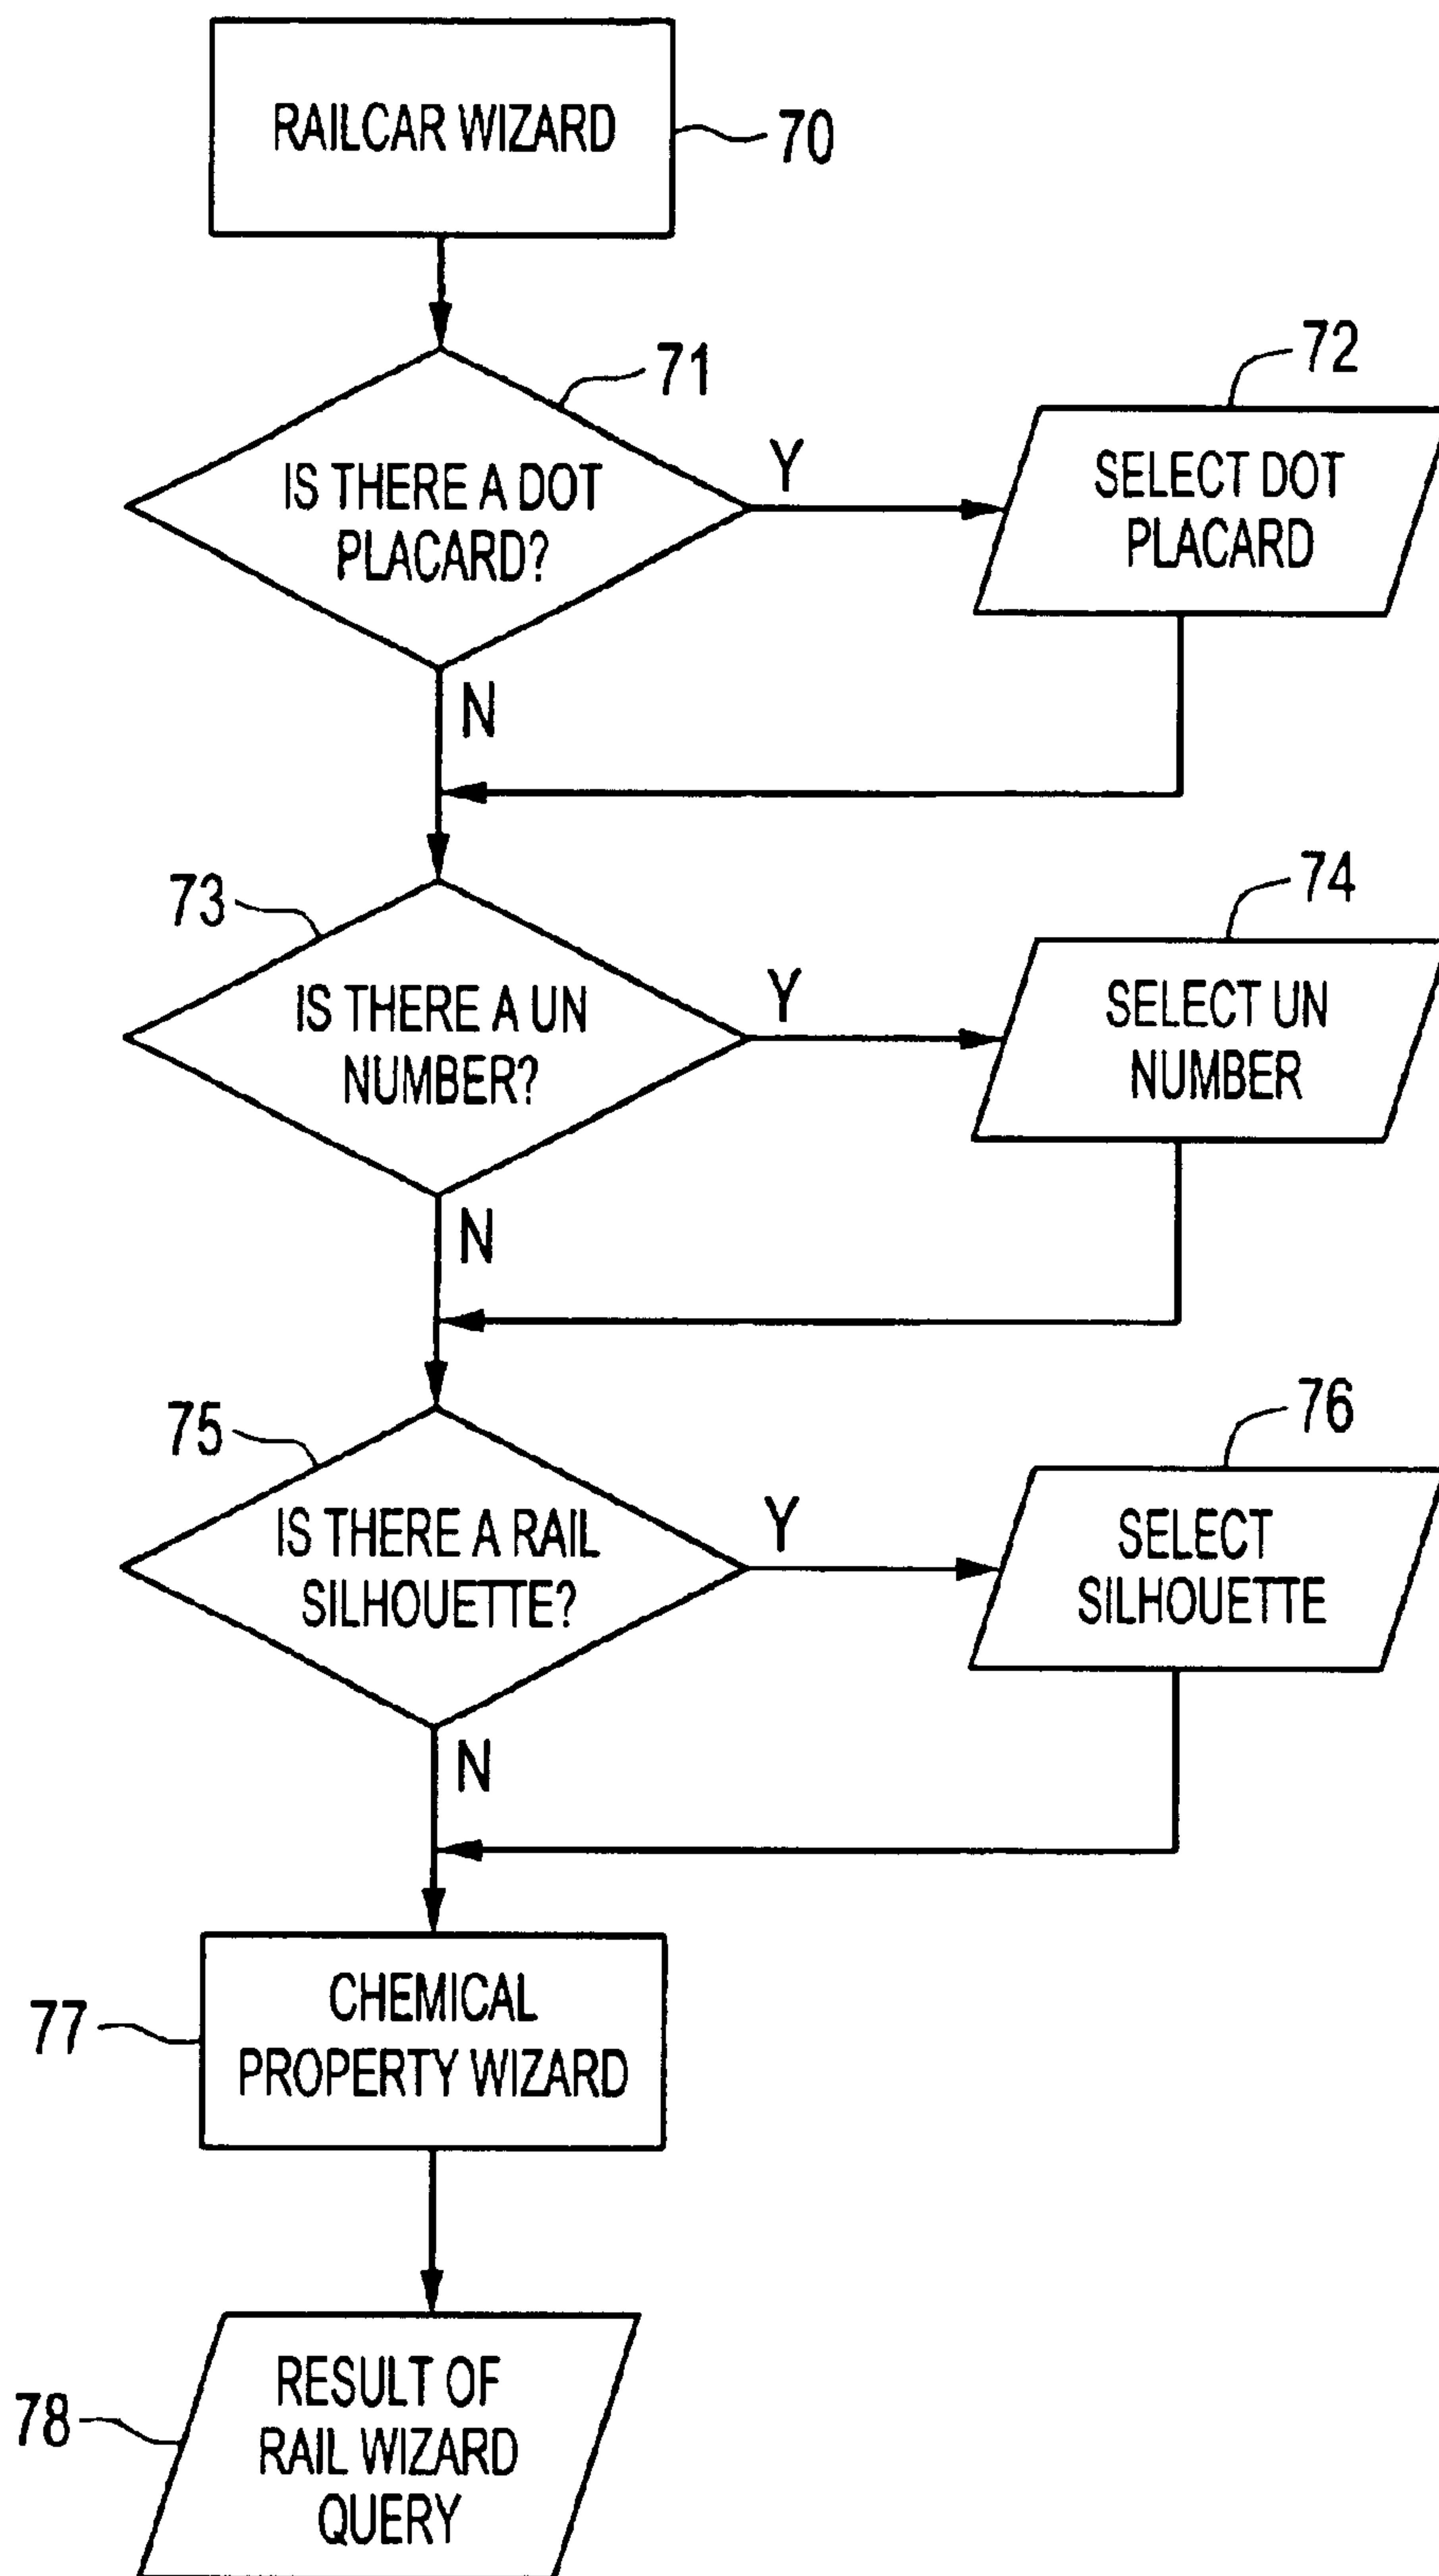 RAILCAR WIZARD
70
71
IS THERE A DOT
PLACARD?
Y
72
SELECT DOT
PLACARD
N
73
IS THERE A UN
NUMBER?
Y
74
SELECT UN
NUMBER
N
75
IS THERE A RAIL
SILHOUETTE?
Y
76
SELECT
SILHOUETTE
N
77
CHEMICAL
PROPERTY WIZARD
78
RESULT OF
RAIL WIZARD
QUERY